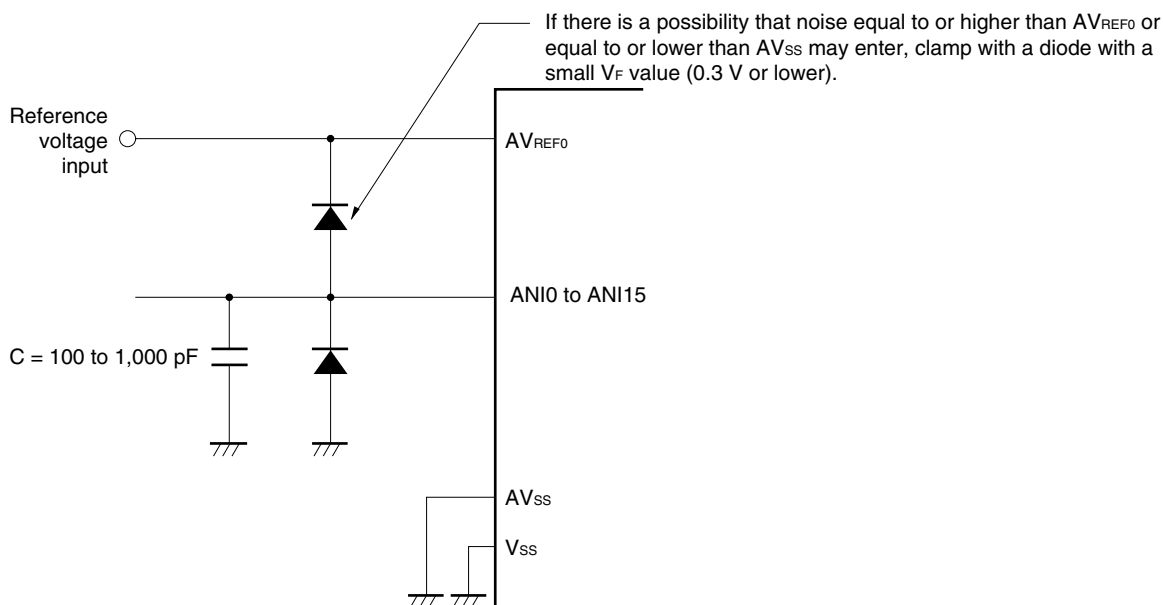 If there is a possibility that noise equal to or higher than AVREF0 or
equal to or lower than AVSS may enter, clamp with a diode with a
small VF value (0.3 V or lower).
Reference
voltage
input
AVREF0
ANI0 to ANI15
C = 100 to 1,000 pF
AVSS
VSS